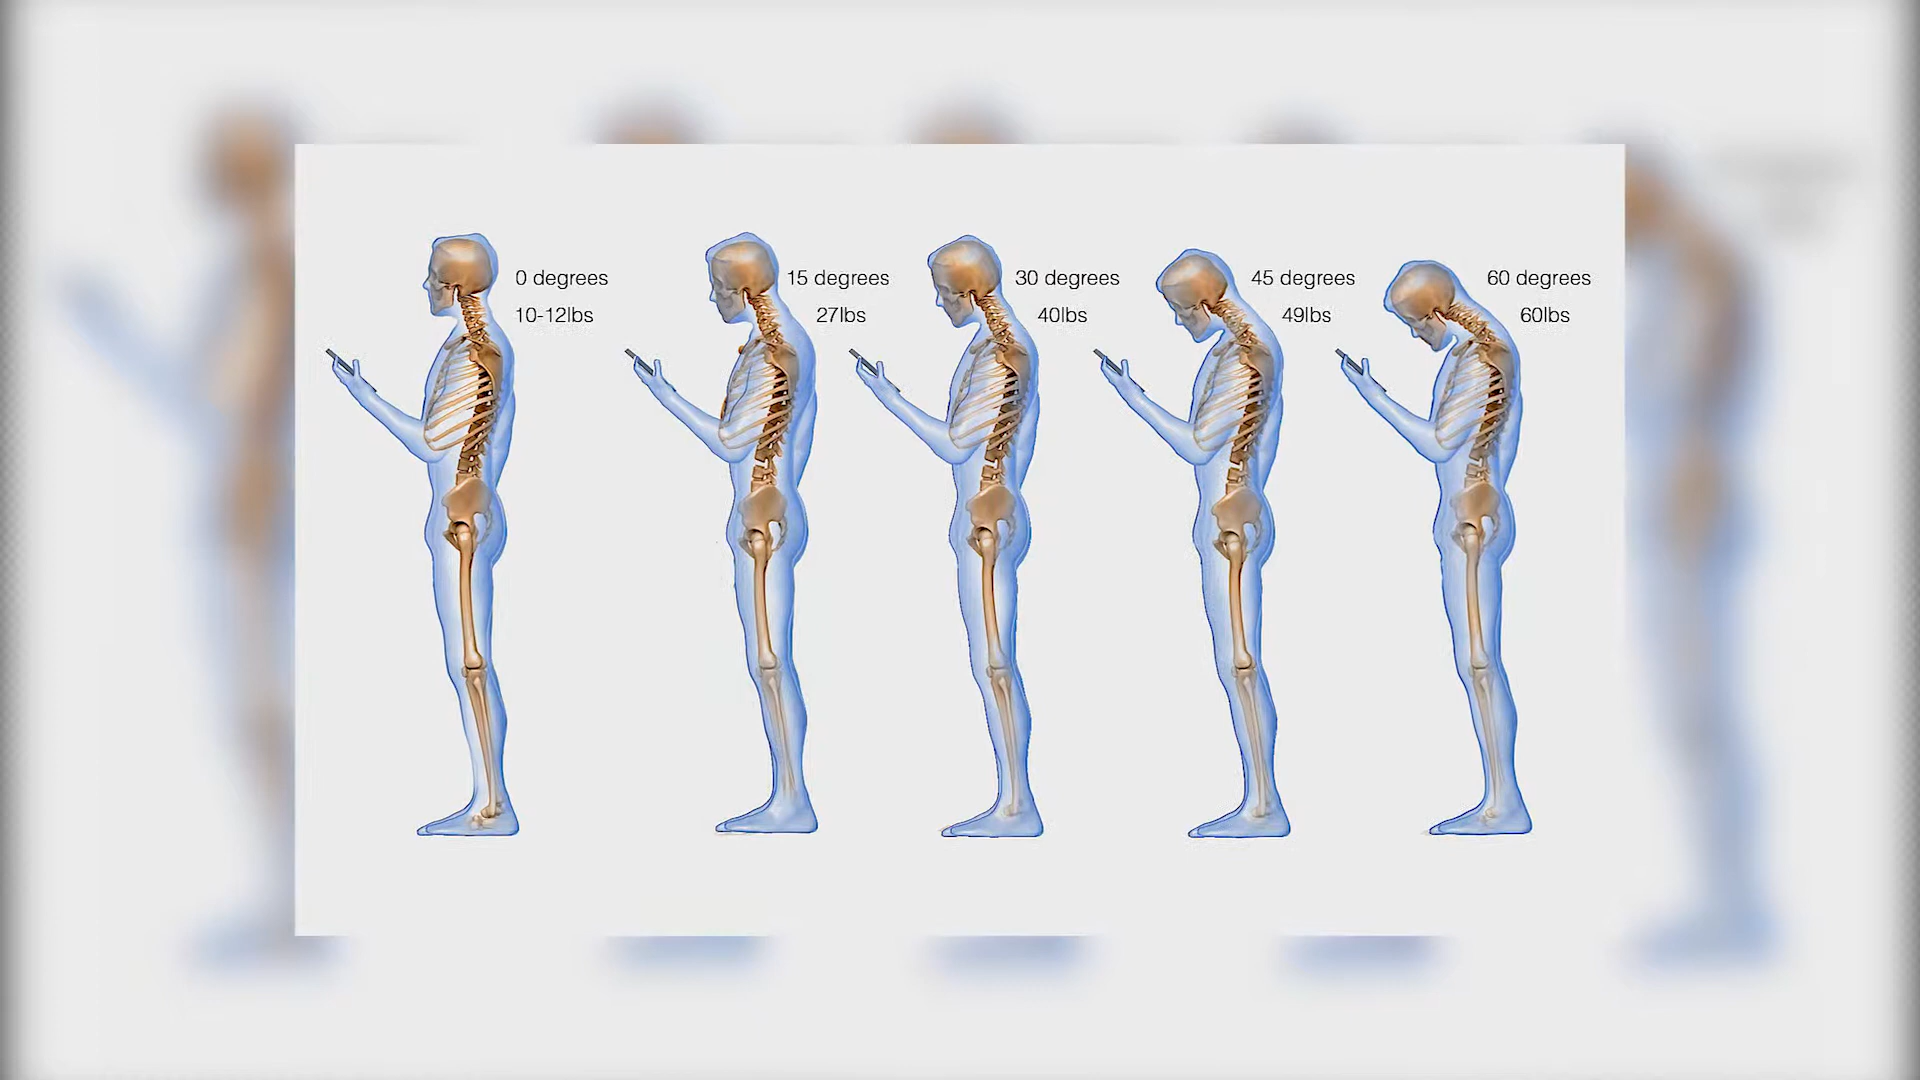 0 degrees
10-12lbs
15 degrees
27lbs
30 degrees
40lbs
45 degrees
49lbs
60 degrees
60lbs